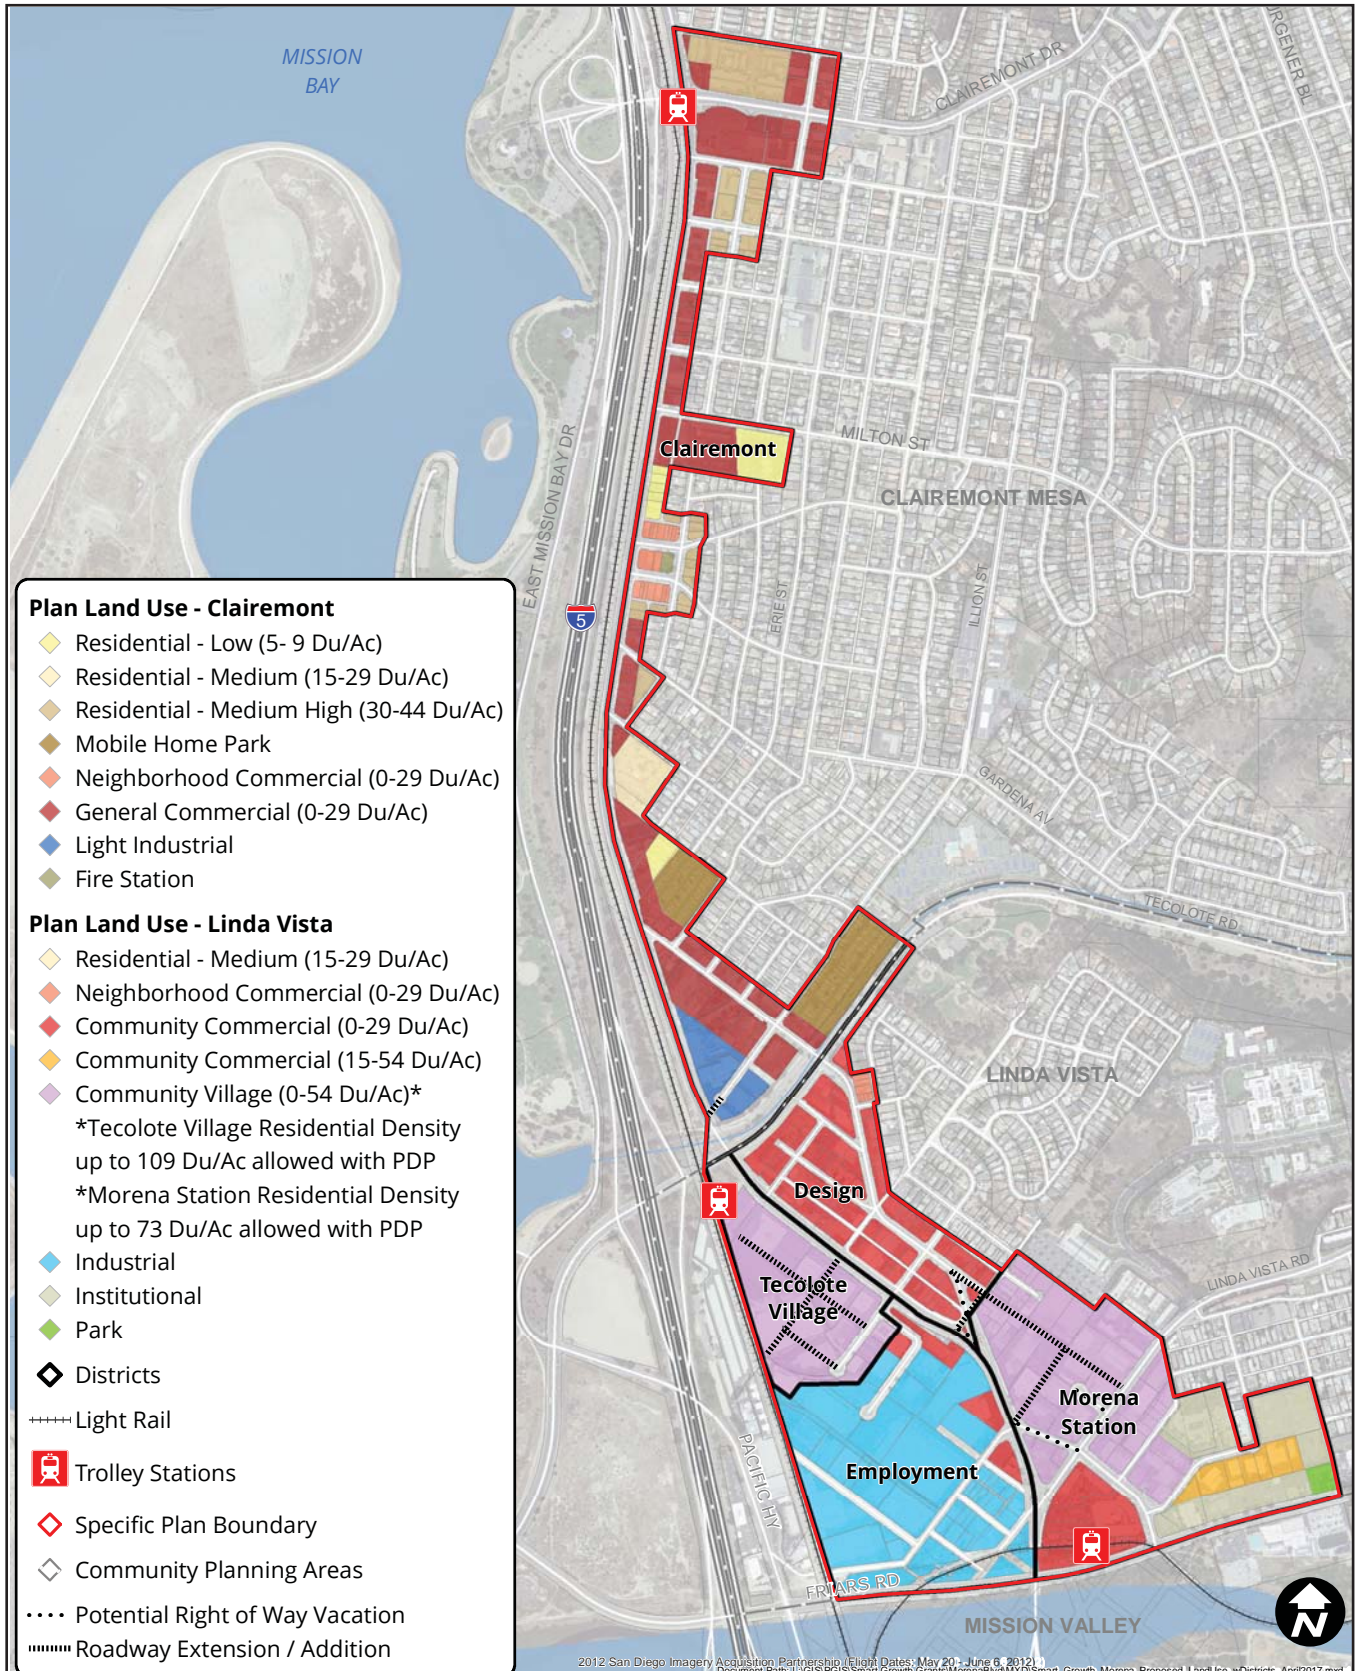 MISSION
BAY
CLAIREMONT DR
BURGENER BL
Clairemont
MILTON ST
CLAIREMONT MESA
EAST MISSION BAY DR
ERIE ST
ILLION ST
5
GARDENA AV
TECOLOTE RD
LINDA VISTA
Design
LINDA VISTA RD
Tecolote
Village
Morena
Station
Employment
PACIFIC HY
FRIARS RD
MISSION VALLEY
N
Plan Land Use - Clairemont
Residential - Low (5- 9 Du/Ac)
Residential - Medium (15-29 Du/Ac)
Residential - Medium High (30-44 Du/Ac)
Mobile Home Park
Neighborhood Commercial (0-29 Du/Ac)
General Commercial (0-29 Du/Ac)
Light Industrial
Fire Station
Plan Land Use - Linda Vista
Residential - Medium (15-29 Du/Ac)
Neighborhood Commercial (0-29 Du/Ac)
Community Commercial (0-29 Du/Ac)
Community Commercial (15-54 Du/Ac)
Community Village (0-54 Du/Ac)*
*Tecolote Village Residential Density
up to 109 Du/Ac allowed with PDP
*Morena Station Residential Density
up to 73 Du/Ac allowed with PDP
Industrial
Institutional
Park
Districts
Light Rail
Trolley Stations
Specific Plan Boundary
Community Planning Areas
Potential Right of Way Vacation
Roadway Extension / Addition
2012 San Diego Imagery Acquisition Partnership (Flight Dates: May 20 - June 6, 2012)